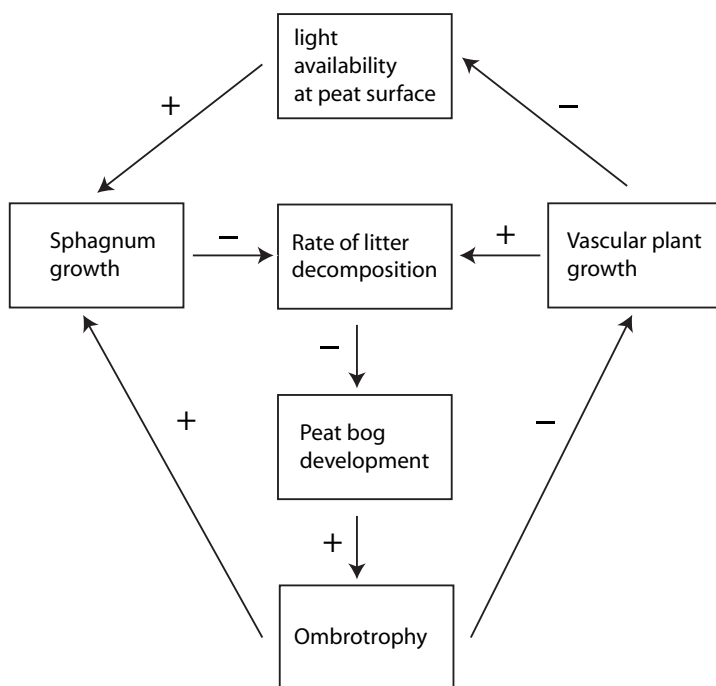 light
availability
at peat surface
+
−
Sphagnum
growth
−
Rate of litter
decomposition
+
Vascular plant
growth
−
+
Peat bog
development
−
+
Ombrotrophy